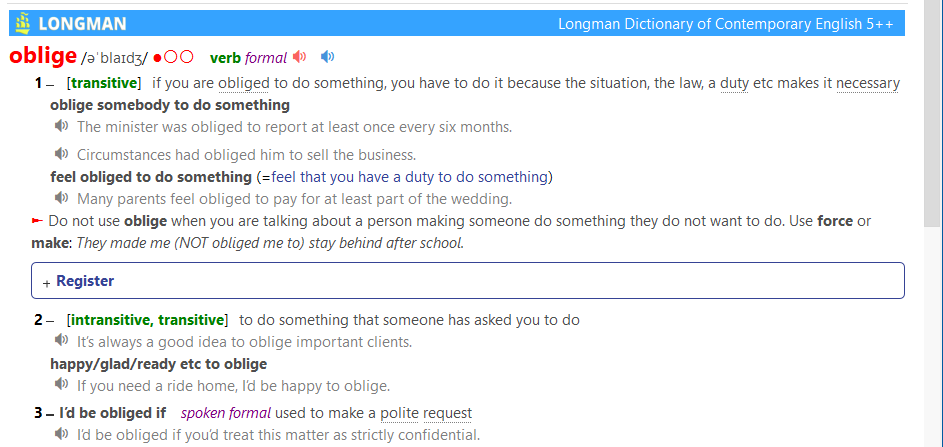 LONGMAN Longman Dictionary of Contemporary English 5++
oblige /əˈblaɪdʒ/ ●○○ verb formal
1 – [transitive] if you are obliged to do something, you have to do it because the situation, the law, a duty etc makes it necessary
oblige somebody to do something
The minister was obliged to report at least once every six months.
Circumstances had obliged him to sell the business.
feel obliged to do something (=feel that you have a duty to do something)
Many parents feel obliged to pay for at least part of the wedding.
► Do not use oblige when you are talking about a person making someone do something they do not want to do. Use force or
make: They made me (NOT obliged me to) stay behind after school.
+ Register
2 – [intransitive, transitive] to do something that someone has asked you to do
It’s always a good idea to oblige important clients.
happy/glad/ready etc to oblige
If you need a ride home, I’d be happy to oblige.
3 – I’d be obliged if spoken formal used to make a polite request
I’d be obliged if you’d treat this matter as strictly confidential.